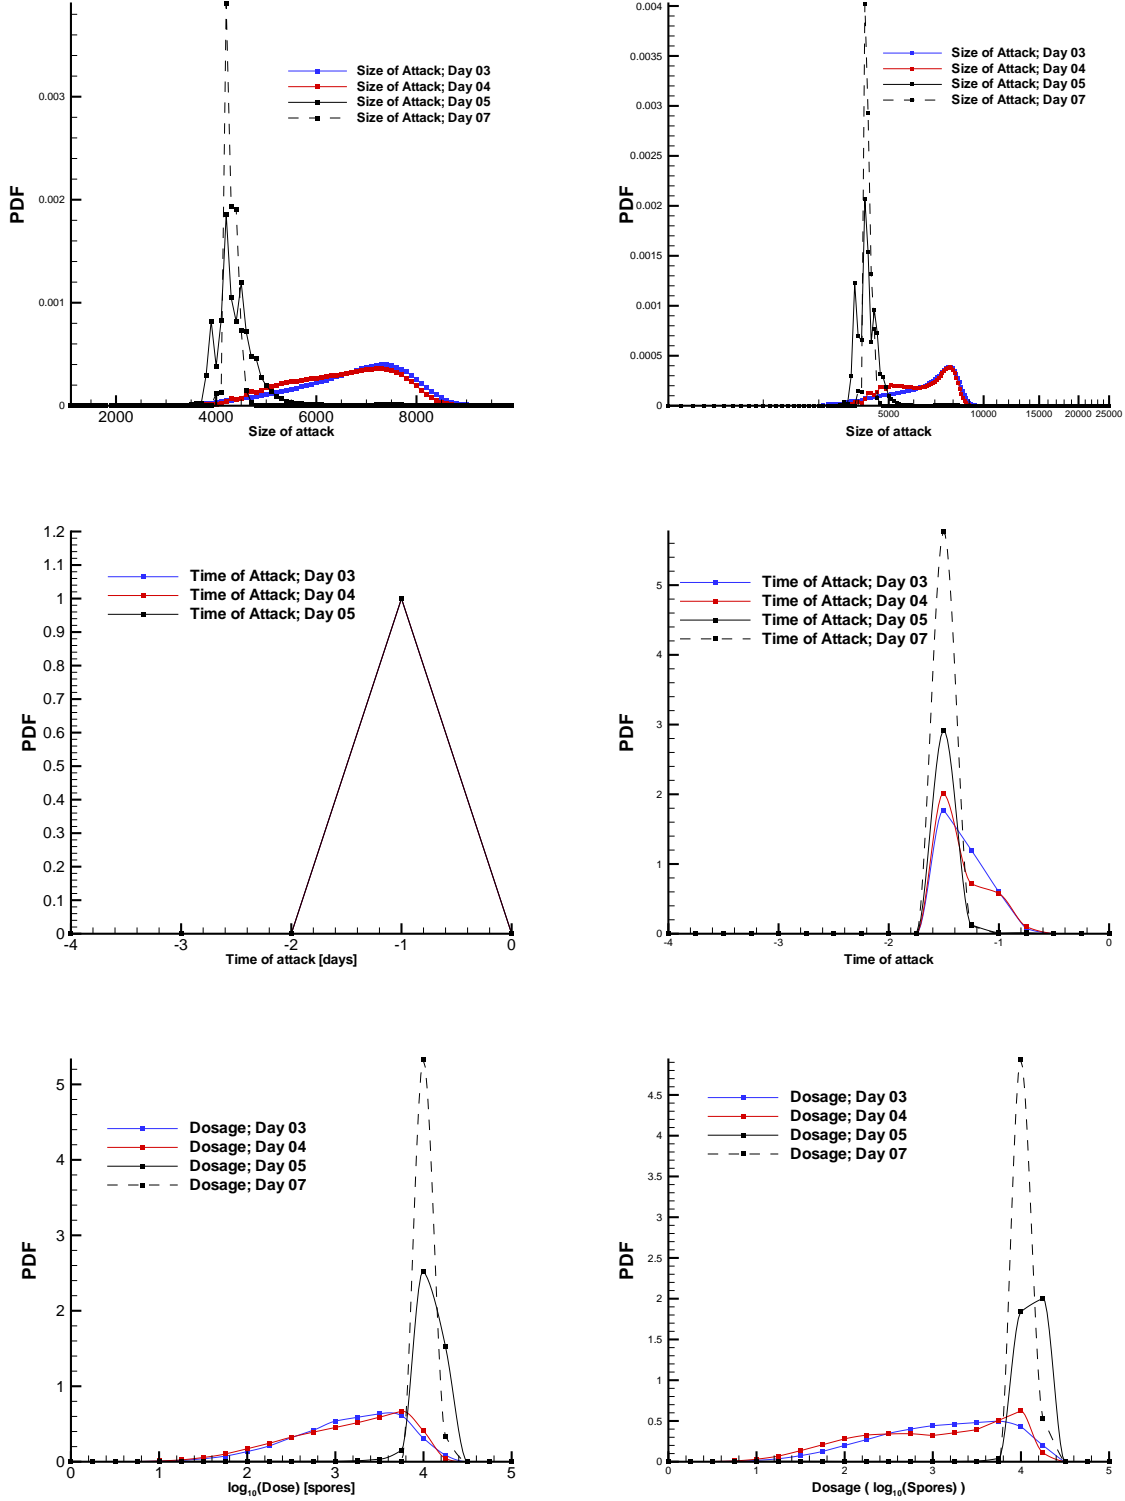 PDF
0.003
0.002
0.001
0
2000
4000
6000
8000
Size of attack
Size of Attack; Day 03
Size of Attack; Day 04
Size of Attack; Day 05
Size of Attack; Day 07
PDF
0.004
0.0035
0.003
0.0025
0.002
0.0015
0.001
0.0005
0
5000
10000
15000
20000
25000
Size of attack
Size of Attack; Day 03
Size of Attack; Day 04
Size of Attack; Day 05
Size of Attack; Day 07
PDF
1.2
1.1
1
0.9
0.8
0.7
0.6
0.5
0.4
0.3
0.2
0.1
0
-4
-3
-2
-1
0
Time of attack [days]
Time of Attack; Day 03
Time of Attack; Day 04
Time of Attack; Day 05
PDF
5
4
3
2
1
0
-4
-3
-2
-1
0
Time of attack
Time of Attack; Day 03
Time of Attack; Day 04
Time of Attack; Day 05
Time of Attack; Day 07
PDF
5
4
3
2
1
0
0
1
2
3
4
5
log10(Dose) [spores]
Dosage; Day 03
Dosage; Day 04
Dosage; Day 05
Dosage; Day 07
PDF
4.5
4
3.5
3
2.5
2
1.5
1
0.5
0
0
1
2
3
4
5
Dosage ( log10(Spores) )
Dosage; Day 03
Dosage; Day 04
Dosage; Day 05
Dosage; Day 07